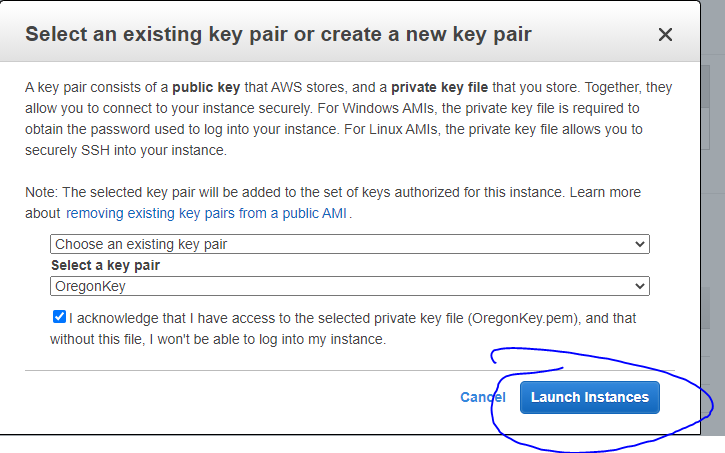 Select an existing key pair or create a new key pair
A key pair consists of a public key that AWS stores, and a private key file that you store. Together, they
allow you to connect to your instance securely. For Windows AMIs, the private key file is required to
obtain the password used to log into your instance. For Linux AMIs, the private key file allows you to
securely SSH into your instance.
Note: The selected key pair will be added to the set of keys authorized for this instance. Learn more
about removing existing key pairs from a public AMI .
Choose an existing key pair
Select a key pair
OregonKey
I acknowledge that I have access to the selected private key file (OregonKey.pem), and that
without this file, I won't be able to log into my instance.
Cancel Launch Instances